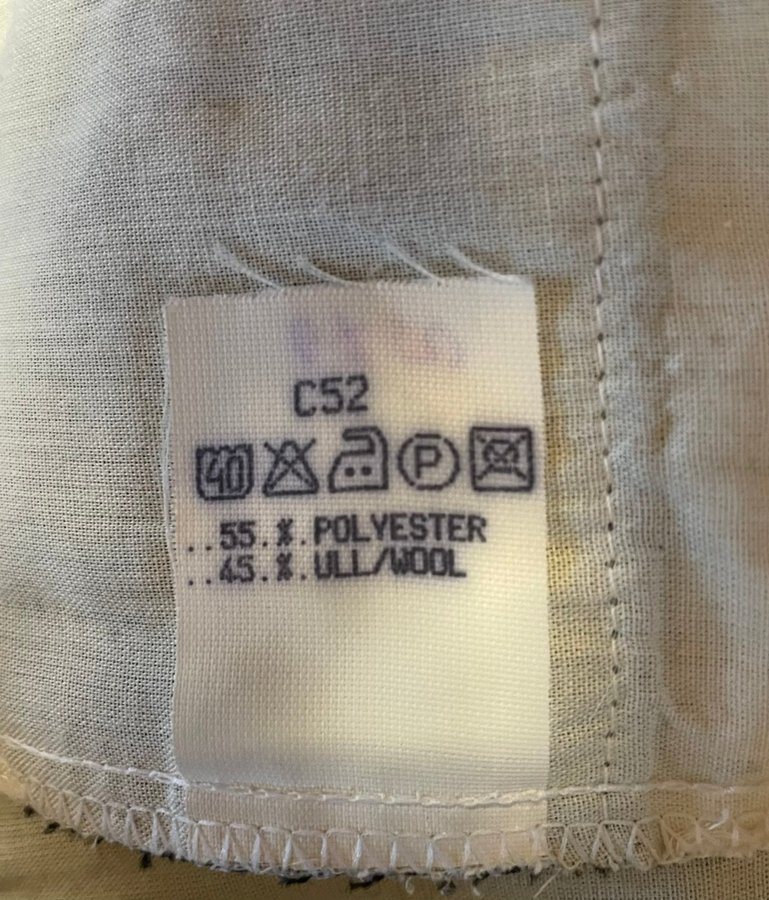 C52
40 P
..55.%.POLYESTER
..45.%.ULL/WOOL